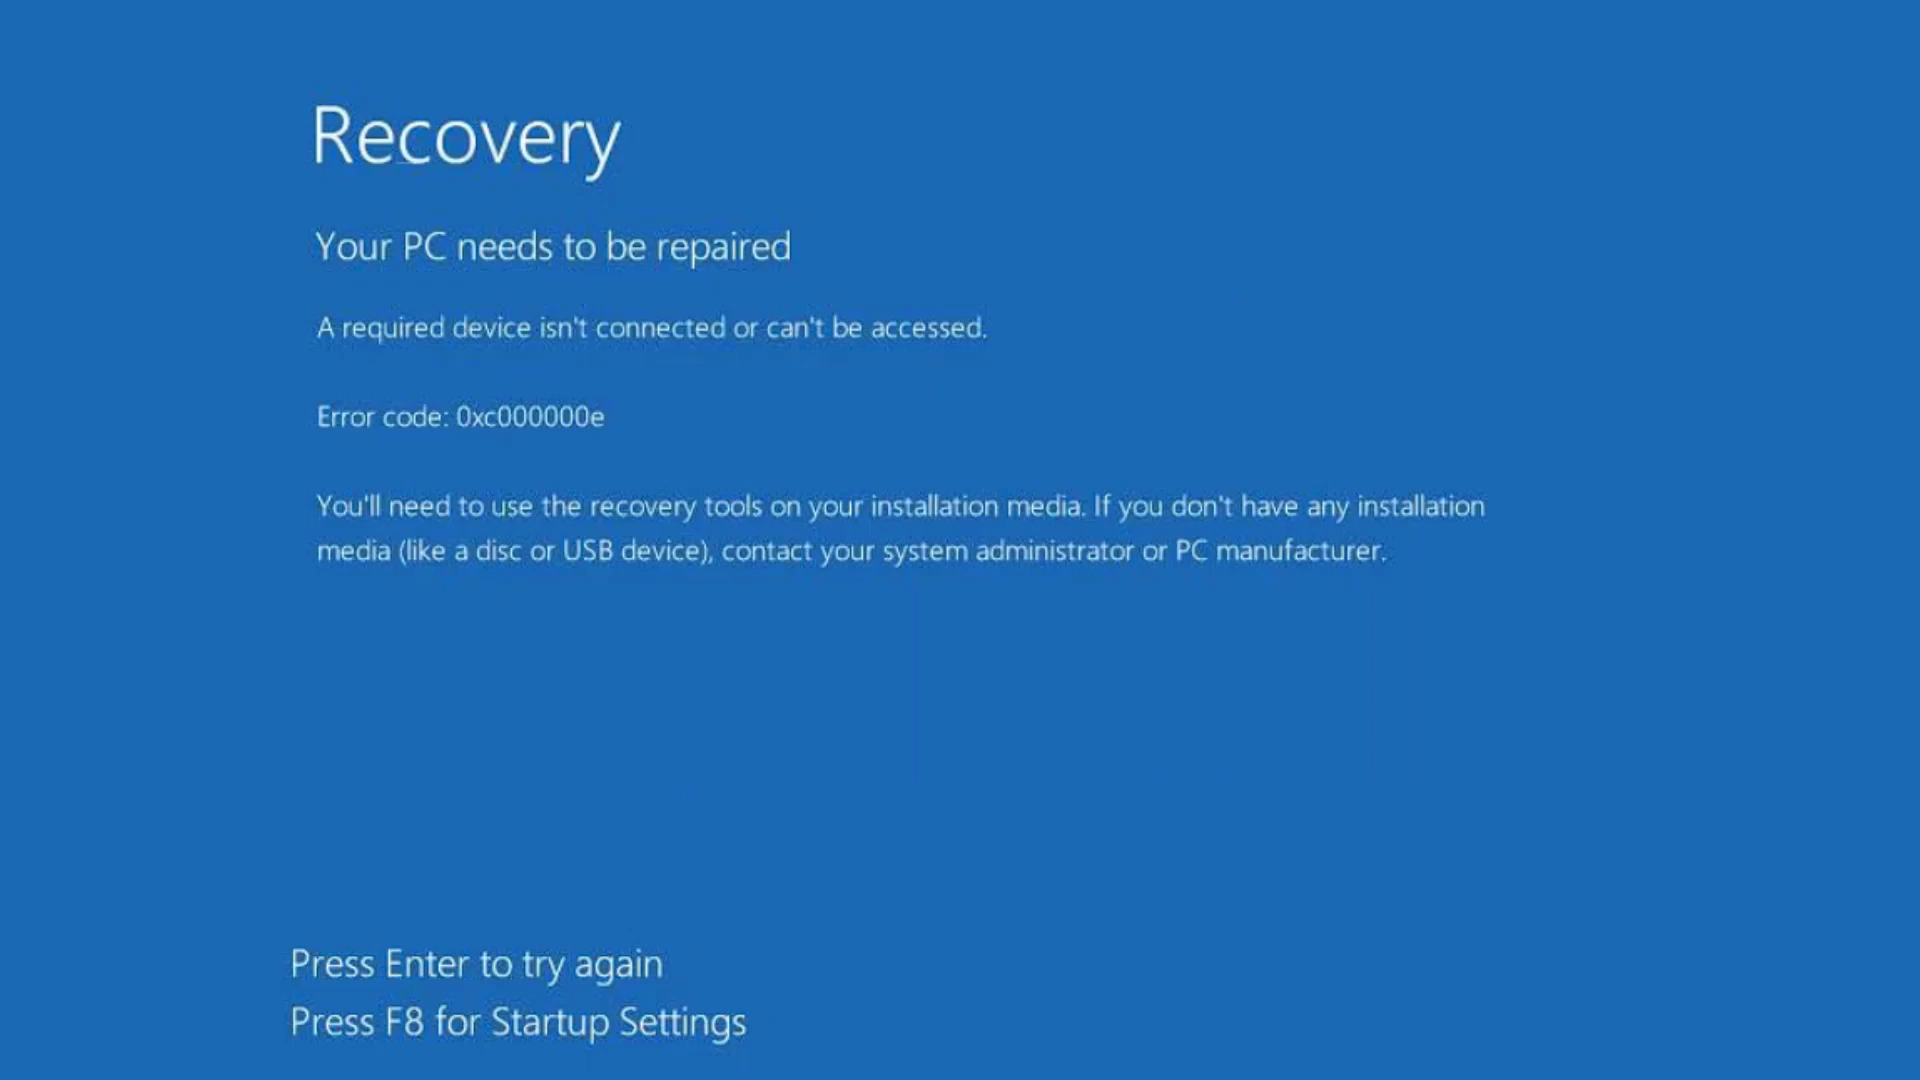 Recovery
Your PC needs to be repaired
A required device isn't connected or can't be accessed.
Error code: 0xc000000e
You'll need to use the recovery tools on your installation media. If you don't have any installation
media (like a disc or USB device), contact your system administrator or PC manufacturer.
Press Enter to try again
Press F8 for Startup Settings